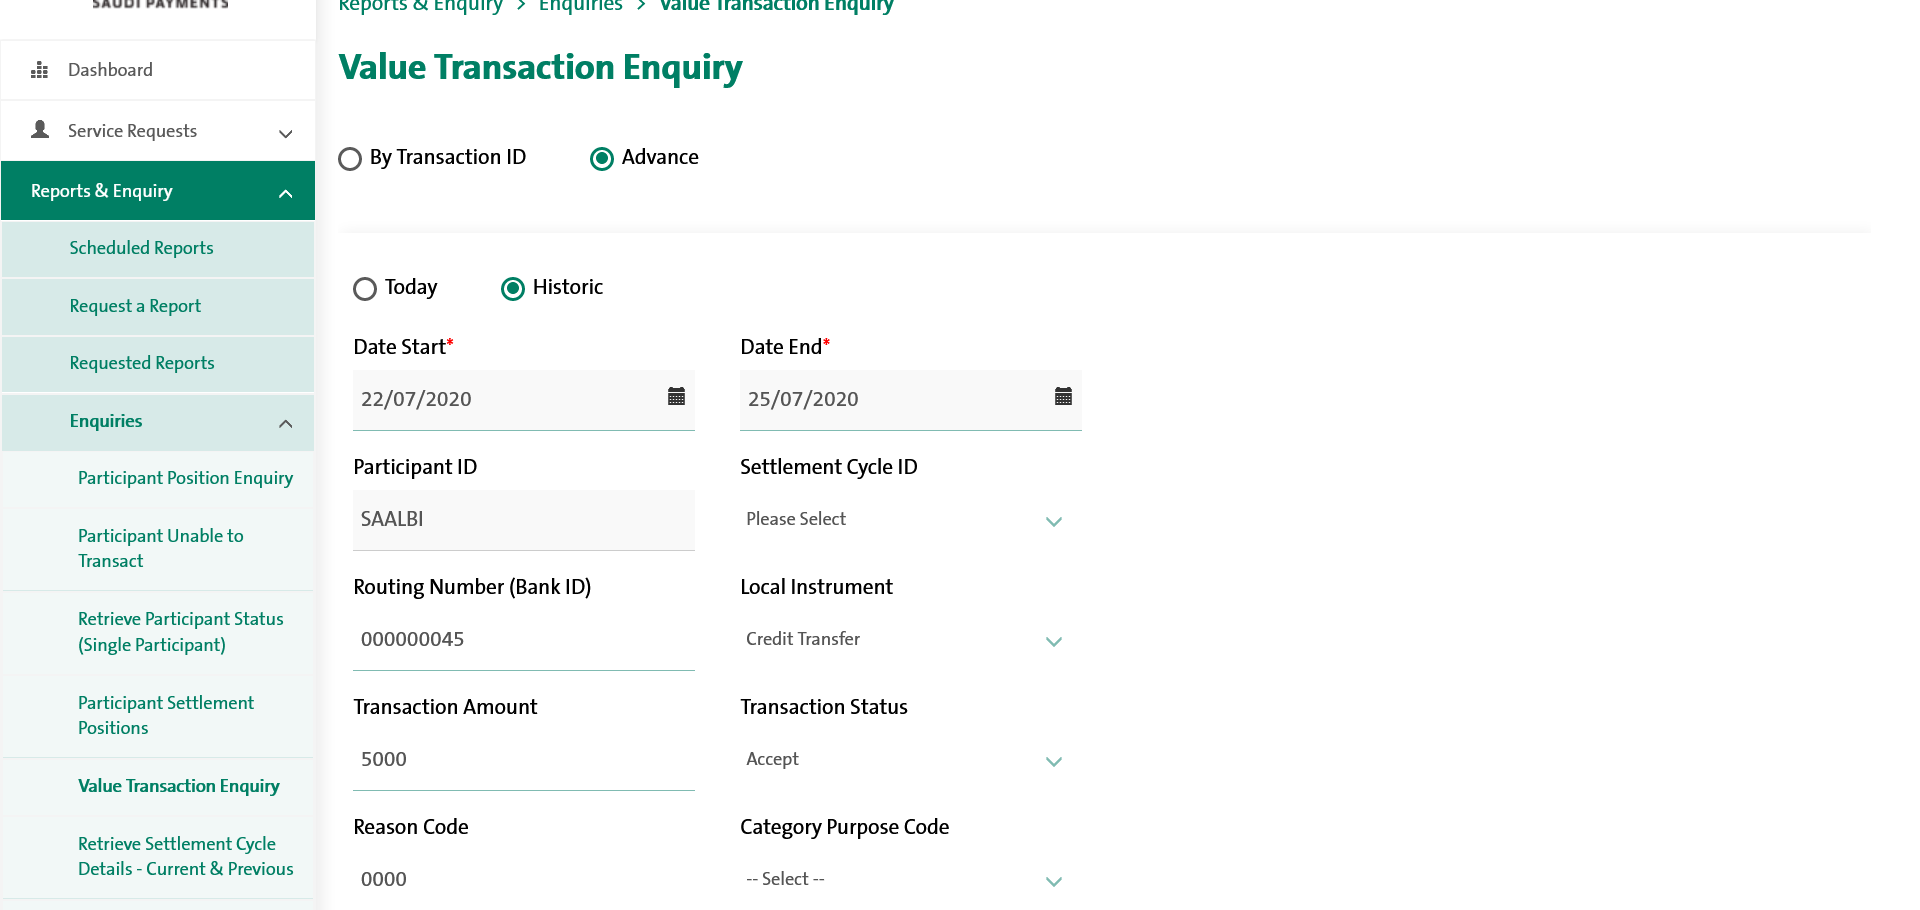 SAUDI PAYMENTS
Dashboard
Service Requests
Reports & Enquiry
Scheduled Reports
Request a Report
Requested Reports
Enquiries
Participant Position Enquiry
Participant Unable to
Transact
Retrieve Participant Status
(Single Participant)
Participant Settlement
Positions
Value Transaction Enquiry
Retrieve Settlement Cycle
Details - Current & Previous
Reports & Enquiry > Enquiries > Value Transaction Enquiry
Value Transaction Enquiry
By Transaction ID Advance
Today Historic
Date Start* Date End*
22/07/2020 25/07/2020
Participant ID Settlement Cycle ID
SAALBI Please Select
Routing Number (Bank ID) Local Instrument
000000045 Credit Transfer
Transaction Amount Transaction Status
5000 Accept
Reason Code Category Purpose Code
0000 -- Select --